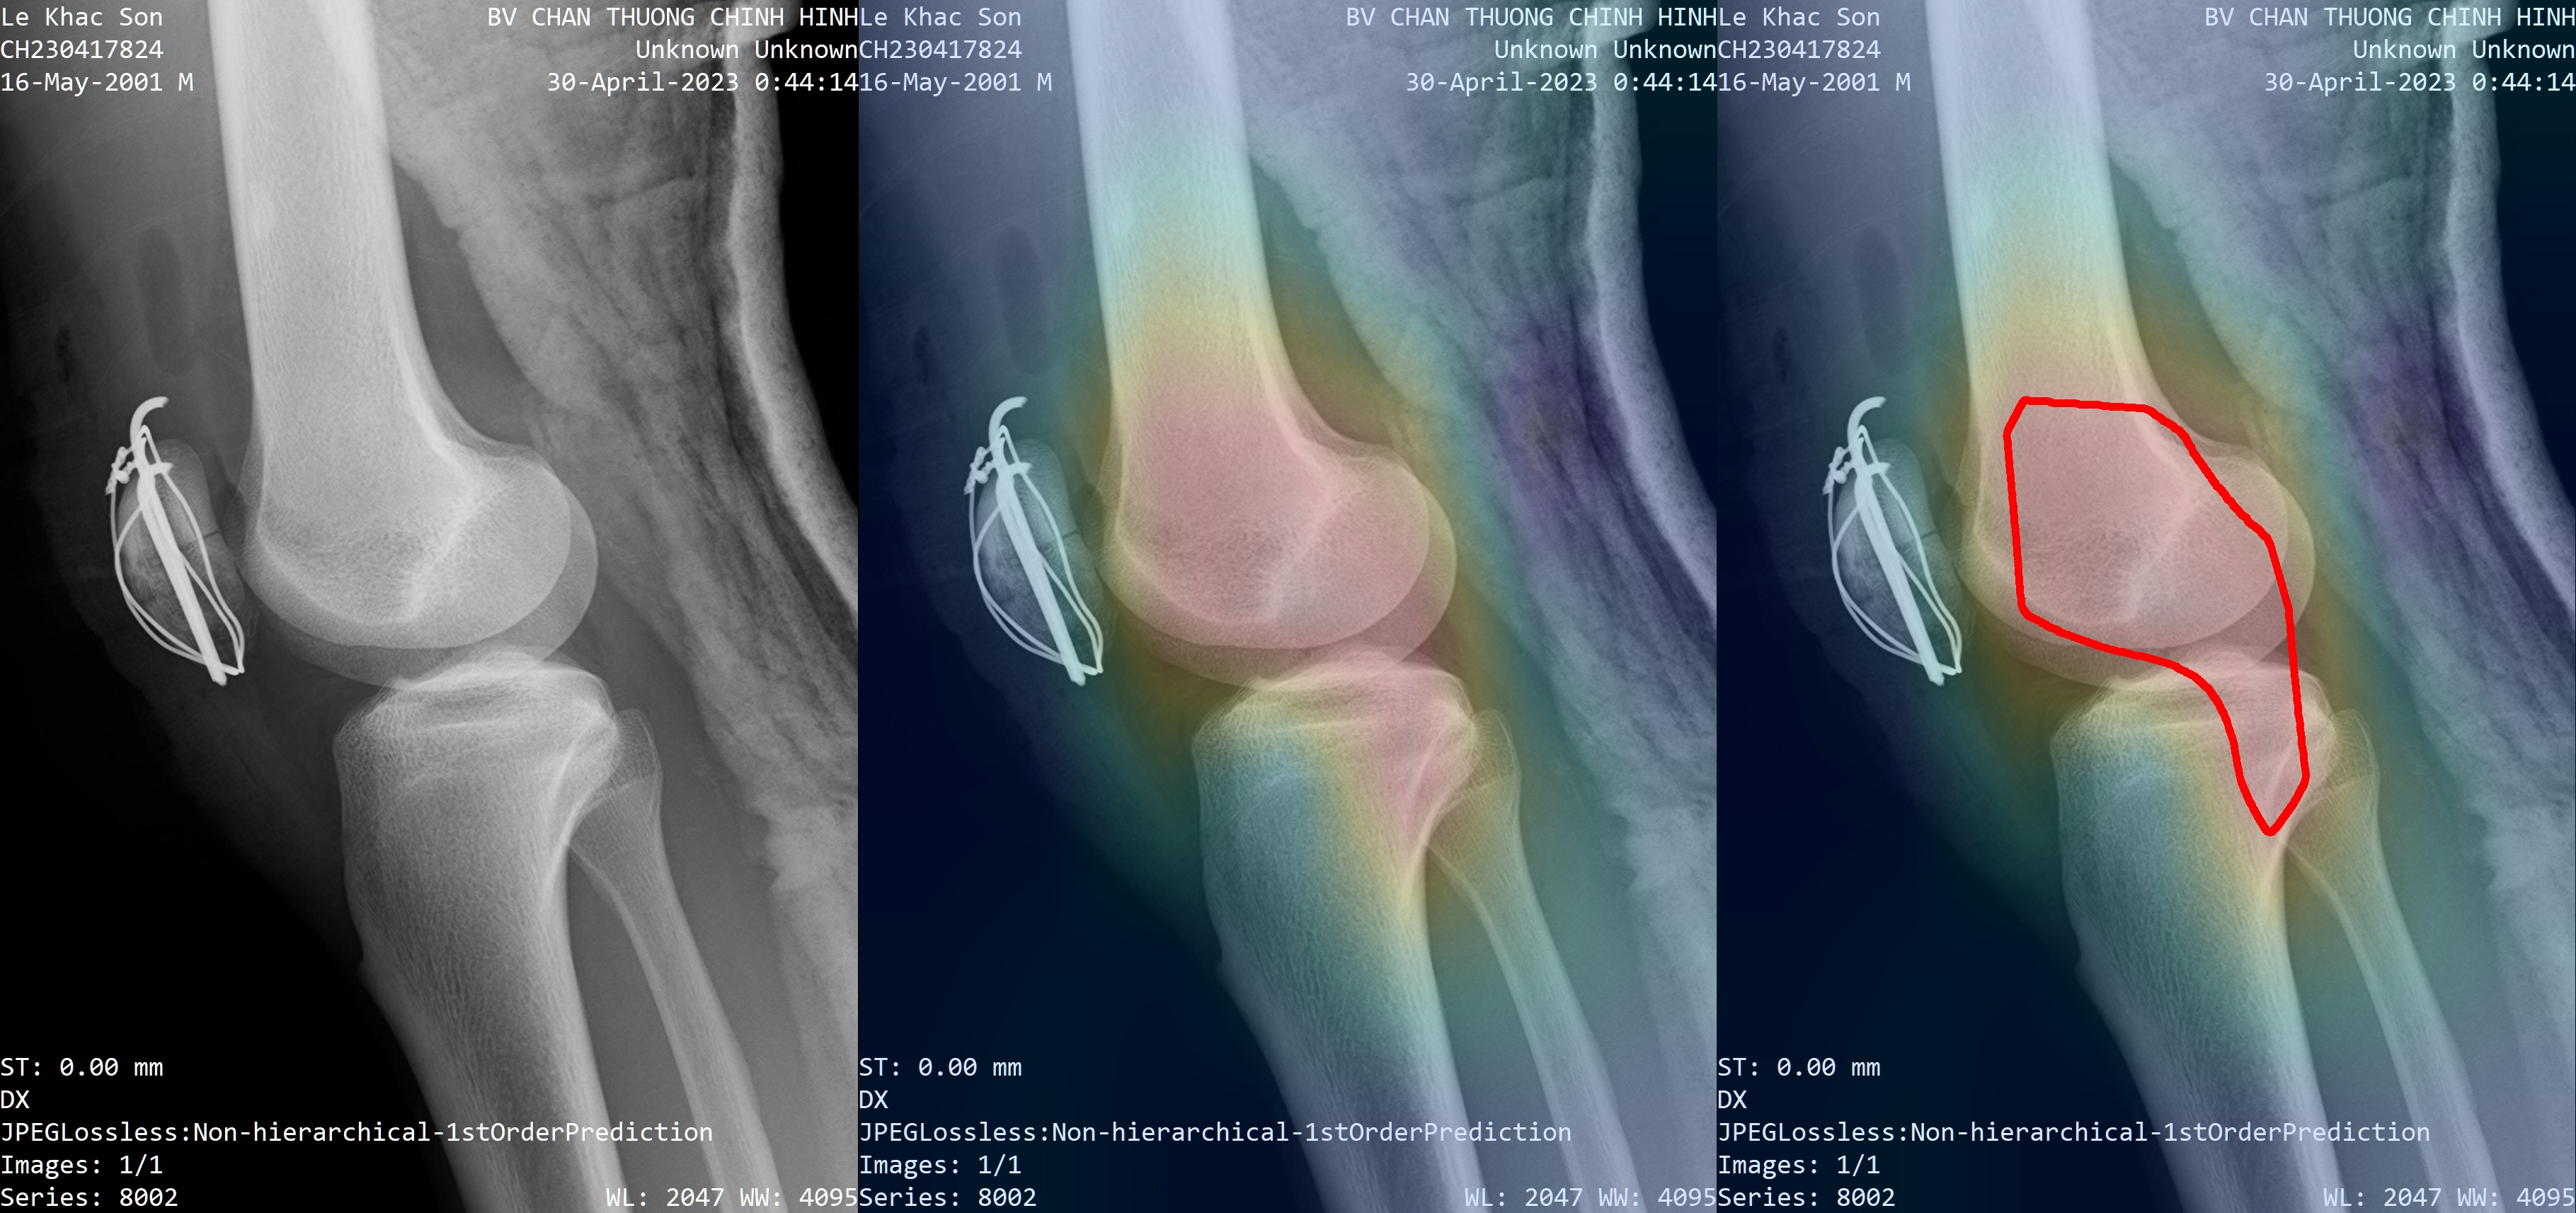 Le Khac Son
CH230417824
16-May-2001 M
BV CHAN THUONG CHINH HINH
Unknown Unknown
30-April-2023 0:44:14
ST: 0.00 mm
DX
JPEGLossless:Non-hierarchical-1stOrderPrediction
Images: 1/1
Series: 8002
WL: 2047 WW: 4095
Le Khac Son
CH230417824
16-May-2001 M
BV CHAN THUONG CHINH HINH
Unknown Unknown
30-April-2023 0:44:14
ST: 0.00 mm
DX
JPEGLossless:Non-hierarchical-1stOrderPrediction
Images: 1/1
Series: 8002
WL: 2047 WW: 4095
Le Khac Son
CH230417824
16-May-2001 M
BV CHAN THUONG CHINH HINH
Unknown Unknown
30-April-2023 0:44:14
ST: 0.00 mm
DX
JPEGLossless:Non-hierarchical-1stOrderPrediction
Images: 1/1
Series: 8002
WL: 2047 WW: 4095